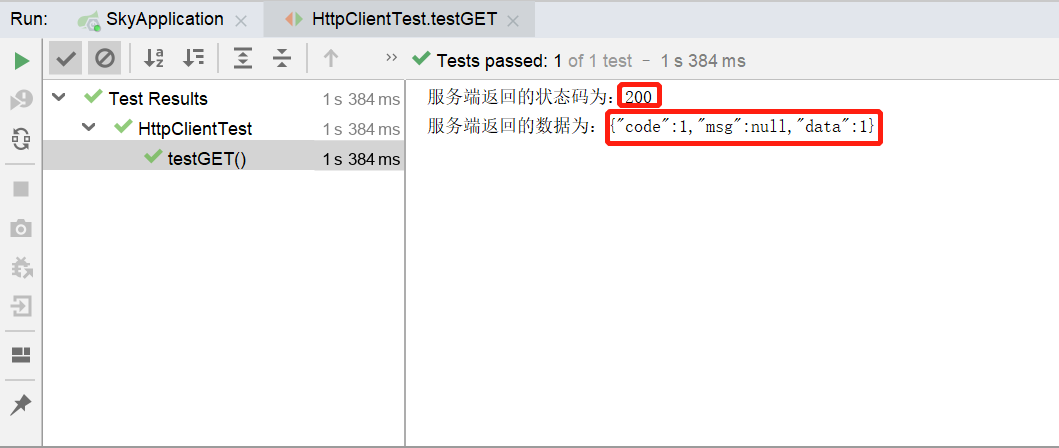 Run: SkyApplication × HttpClientTest.testGET ×
» Tests passed: 1 of 1 test – 1 s 384 ms
Test Results 1 s 384 ms
HttpClientTest 1 s 384 ms
testGET() 1 s 384 ms
服务端返回的状态码为：200
服务端返回的数据为：{"code":1,"msg":null,"data":1}